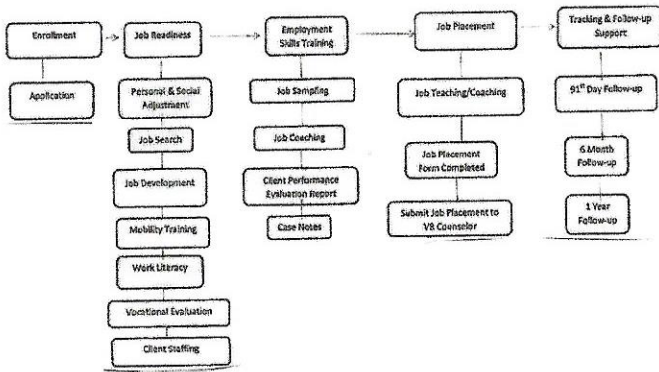 Enrollment
Application
Job Readiness
Personal & Social
Adjustment
Job Search
Job Development
Mobility Training
Work Literacy
Vocational Evaluation
Client Staffing
Employment
Skills Training
Job Sampling
Job Coaching
Client Performance
Evaluation Report
Case Notes
Job Placement
Job Teaching/Coaching
Job Placement
Form Completed
Submit Job Placement to
VB Counselor
Tracking & Follow-up
Support
91st Day Follow-up
6 Month
Follow-up
1 Year
Follow-up